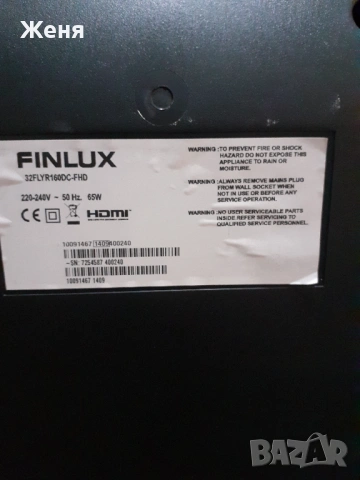 Женя
FINLUX
32FLYR160DC-FHD
220-240V ~ 50 Hz. 65W
CE HDMI
10091467 1409 400240
-SN: 7254507 400240
10091467 1409
WARNING :TO PREVENT FIRE OR SHOCK
HAZARD DO NOT EXPOSE THIS
APPLIANCE TO RAIN OR
MOISTURE.
WARNING :ALWAYS REMOVE MAINS PLUG
FROM WALL SOCKET WHEN
NOT IN USE OR BEFORE ANY
SERVICE OPERATION.
WARNING :NO USER SERVICEABLE PARTS
INSIDE REFER SERVICING TO
QUALIFIED SERVICE PERSONNEL.
BAZAR